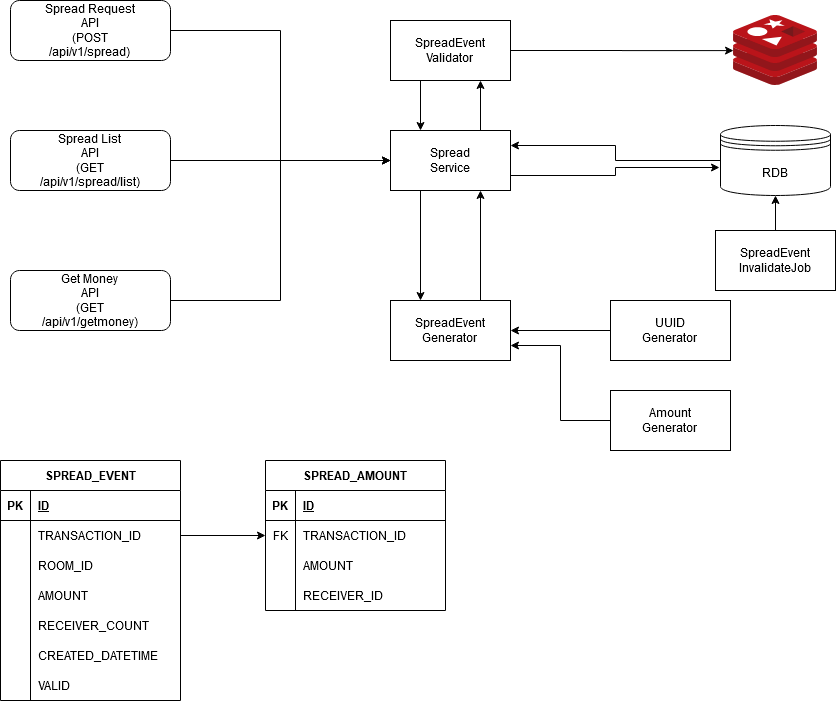 Spread Request
API
(POST
/api/v1/spread)
SpreadEvent
Validator
Spread List
API
(GET
/api/v1/spread/list)
Spread
Service
RDB
SpreadEvent
InvalidateJob
Get Money
API
(GET
/api/v1/getmoney)
SpreadEvent
Generator
UUID
Generator
Amount
Generator
SPREAD_EVENT
PK ID
TRANSACTION_ID
ROOM_ID
AMOUNT
RECEIVER_COUNT
CREATED_DATETIME
VALID
SPREAD_AMOUNT
PK ID
FK TRANSACTION_ID
AMOUNT
RECEIVER_ID